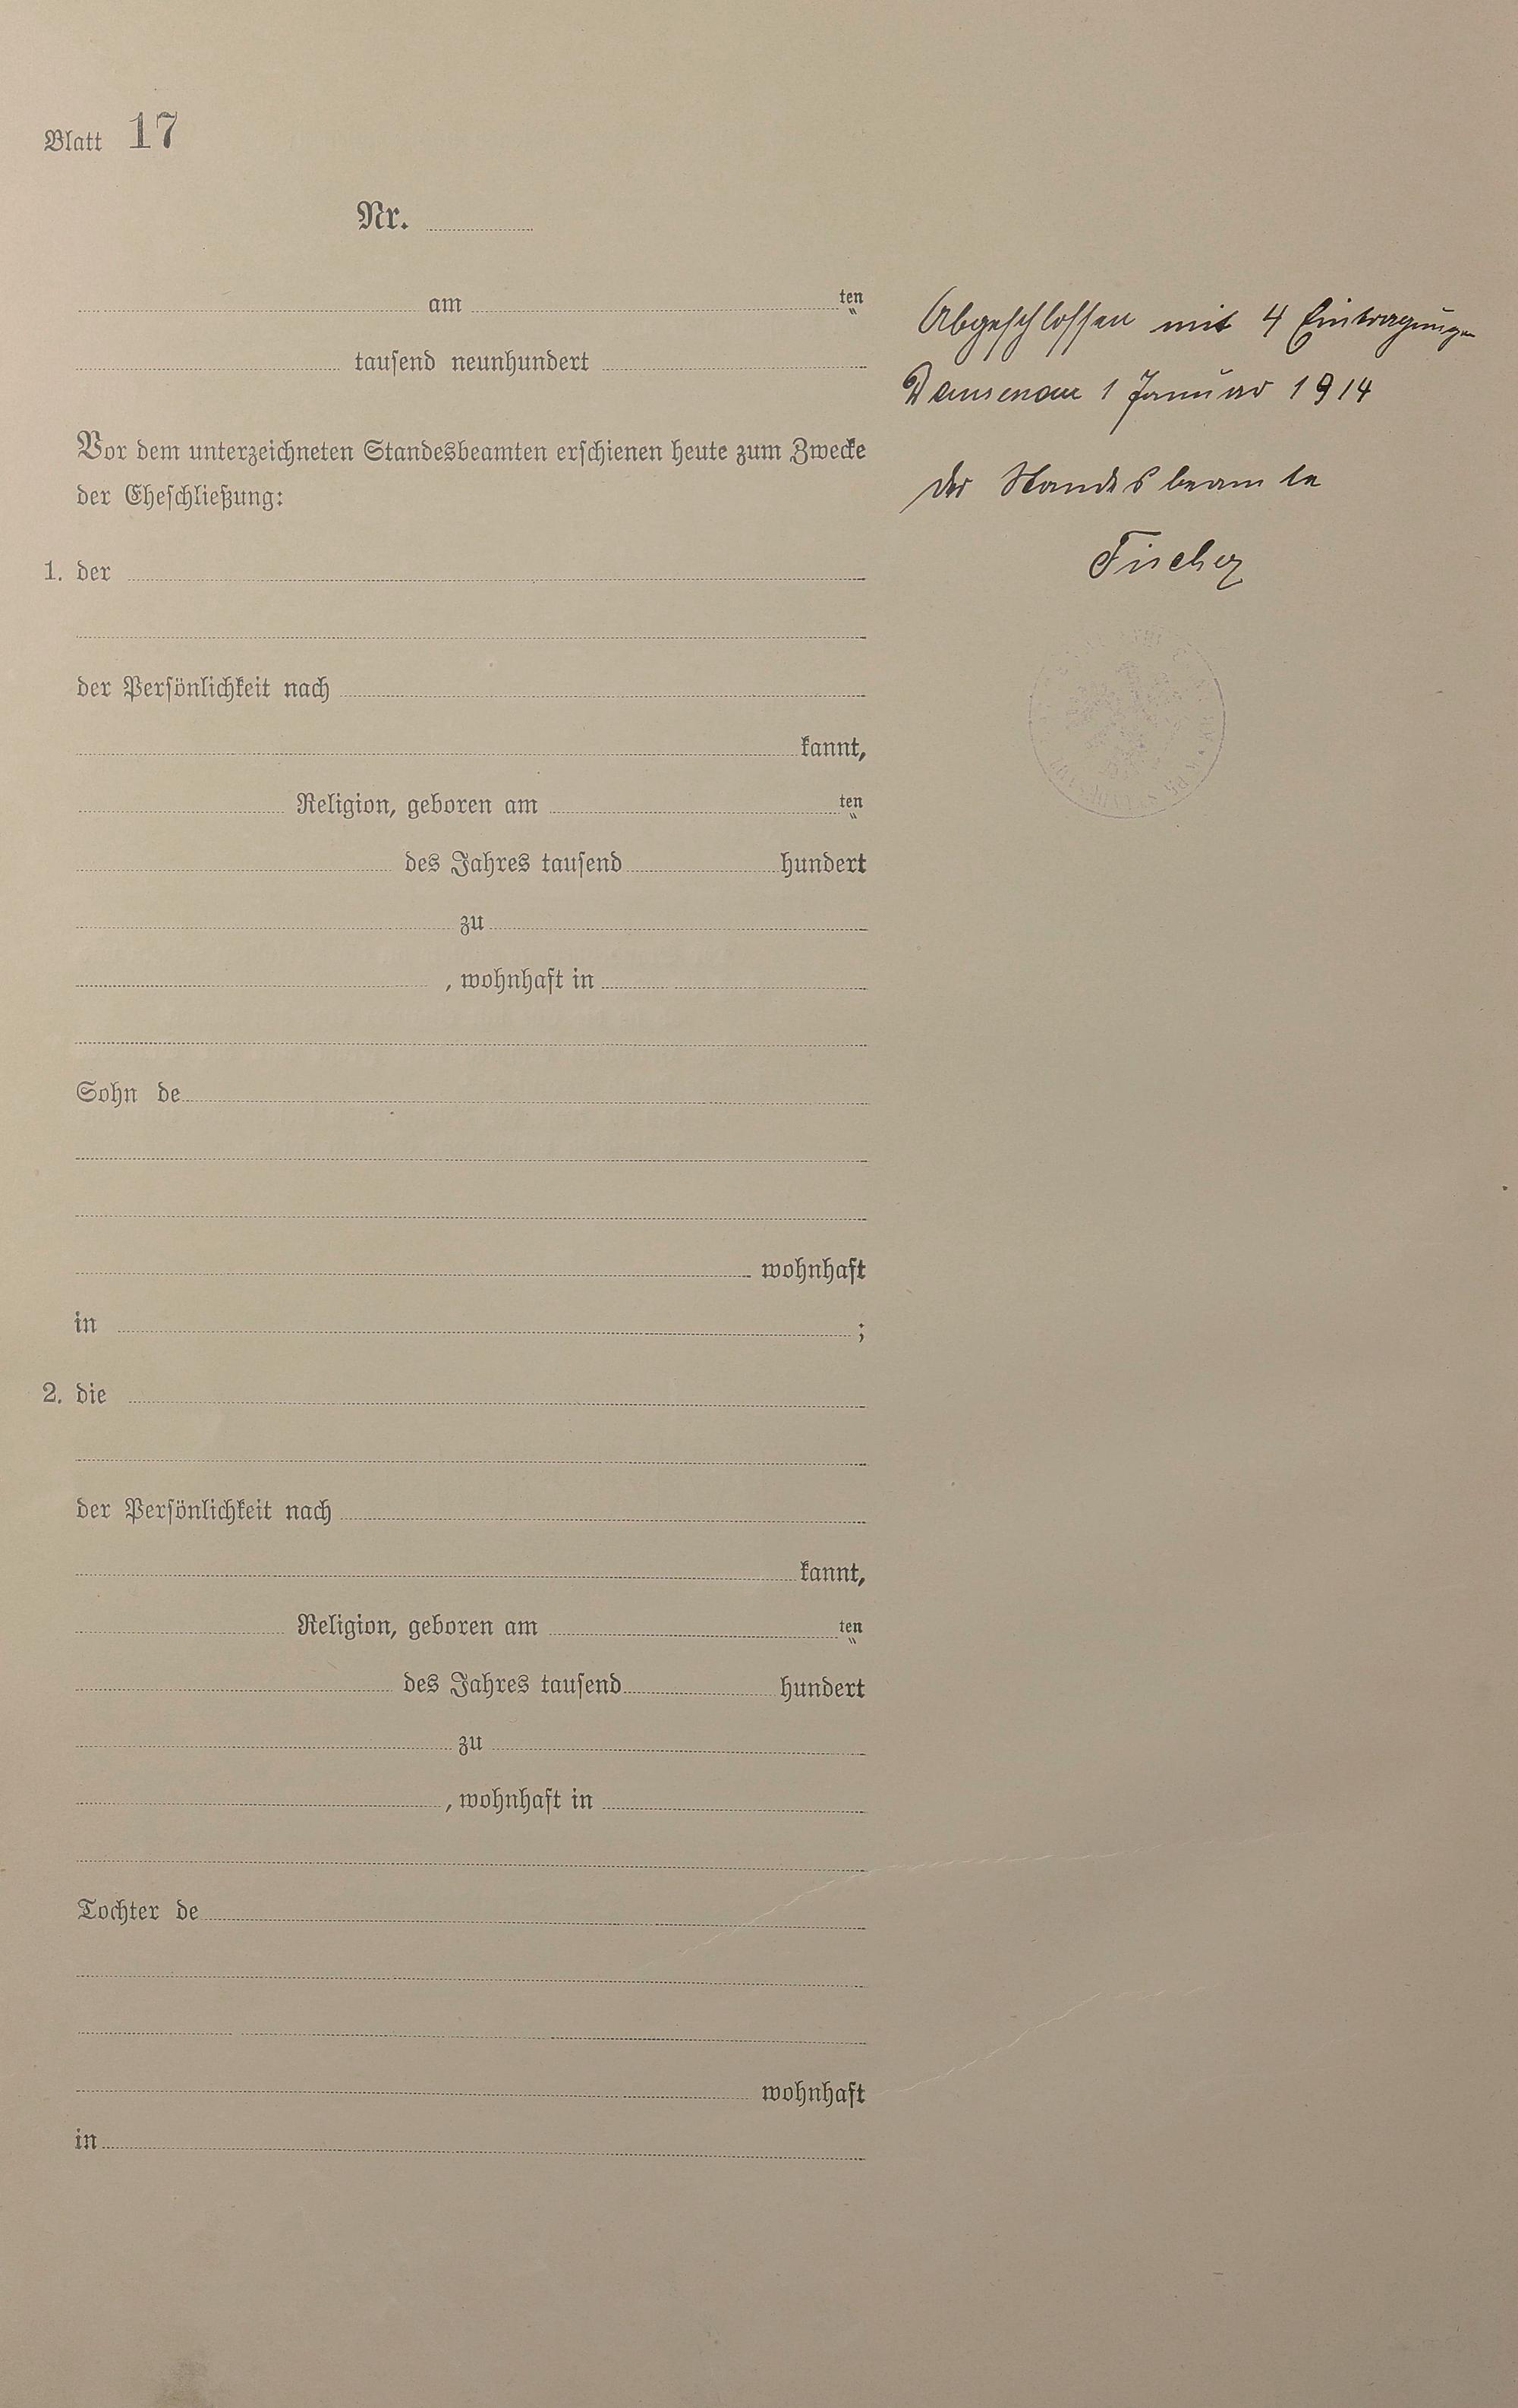 Blatt 17
Nr.
am ten
tausend neunhundert
Vor dem unterzeichneten Standesbeamten erschienen heute zum Zwecke
der Eheschließung:
1. der
der Persönlichkeit nach
kannt,
Religion, geboren am ten
des Jahres tausend hundert
zu
, wohnhaft in
Sohn de
wohnhaft
in ;
2. die
der Persönlichkeit nach
kannt,
Religion, geboren am ten
des Jahres tausend hundert
zu
, wohnhaft in
Tochter de
wohnhaft
in
Abgeschlossen mit 4 Eintragungen
Dausenau 1 Januar 1914
Der Standesbeamte
Fischer